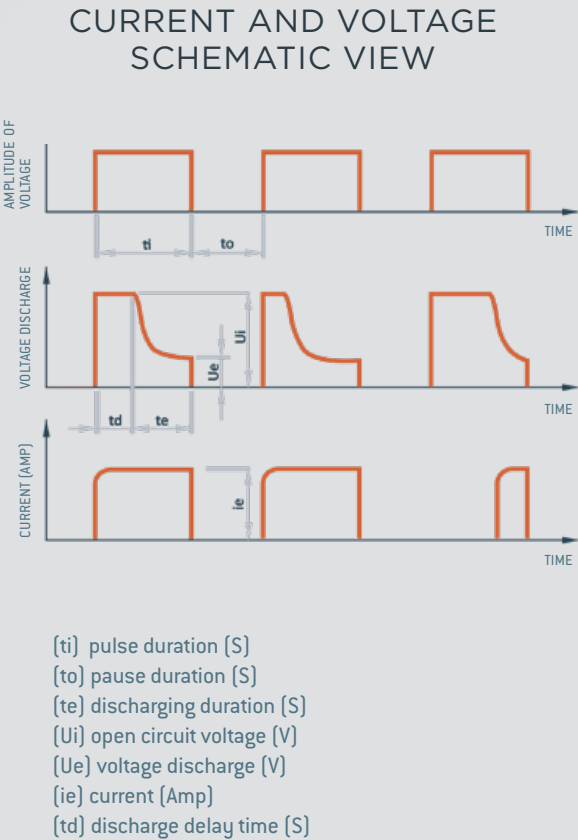 CURRENT AND VOLTAGE
SCHEMATIC VIEW
AMPLITUDE OF
VOLTAGE
TIME
ti
to
VOLTAGE DISCHARGE
Ui
Ue
TIME
td
te
CURRENT (AMP)
ie
TIME
(ti) pulse duration (S)
(to) pause duration (S)
(te) discharging duration (S)
(Ui) open circuit voltage (V)
(Ue) voltage discharge (V)
(ie) current (Amp)
(td) discharge delay time (S)